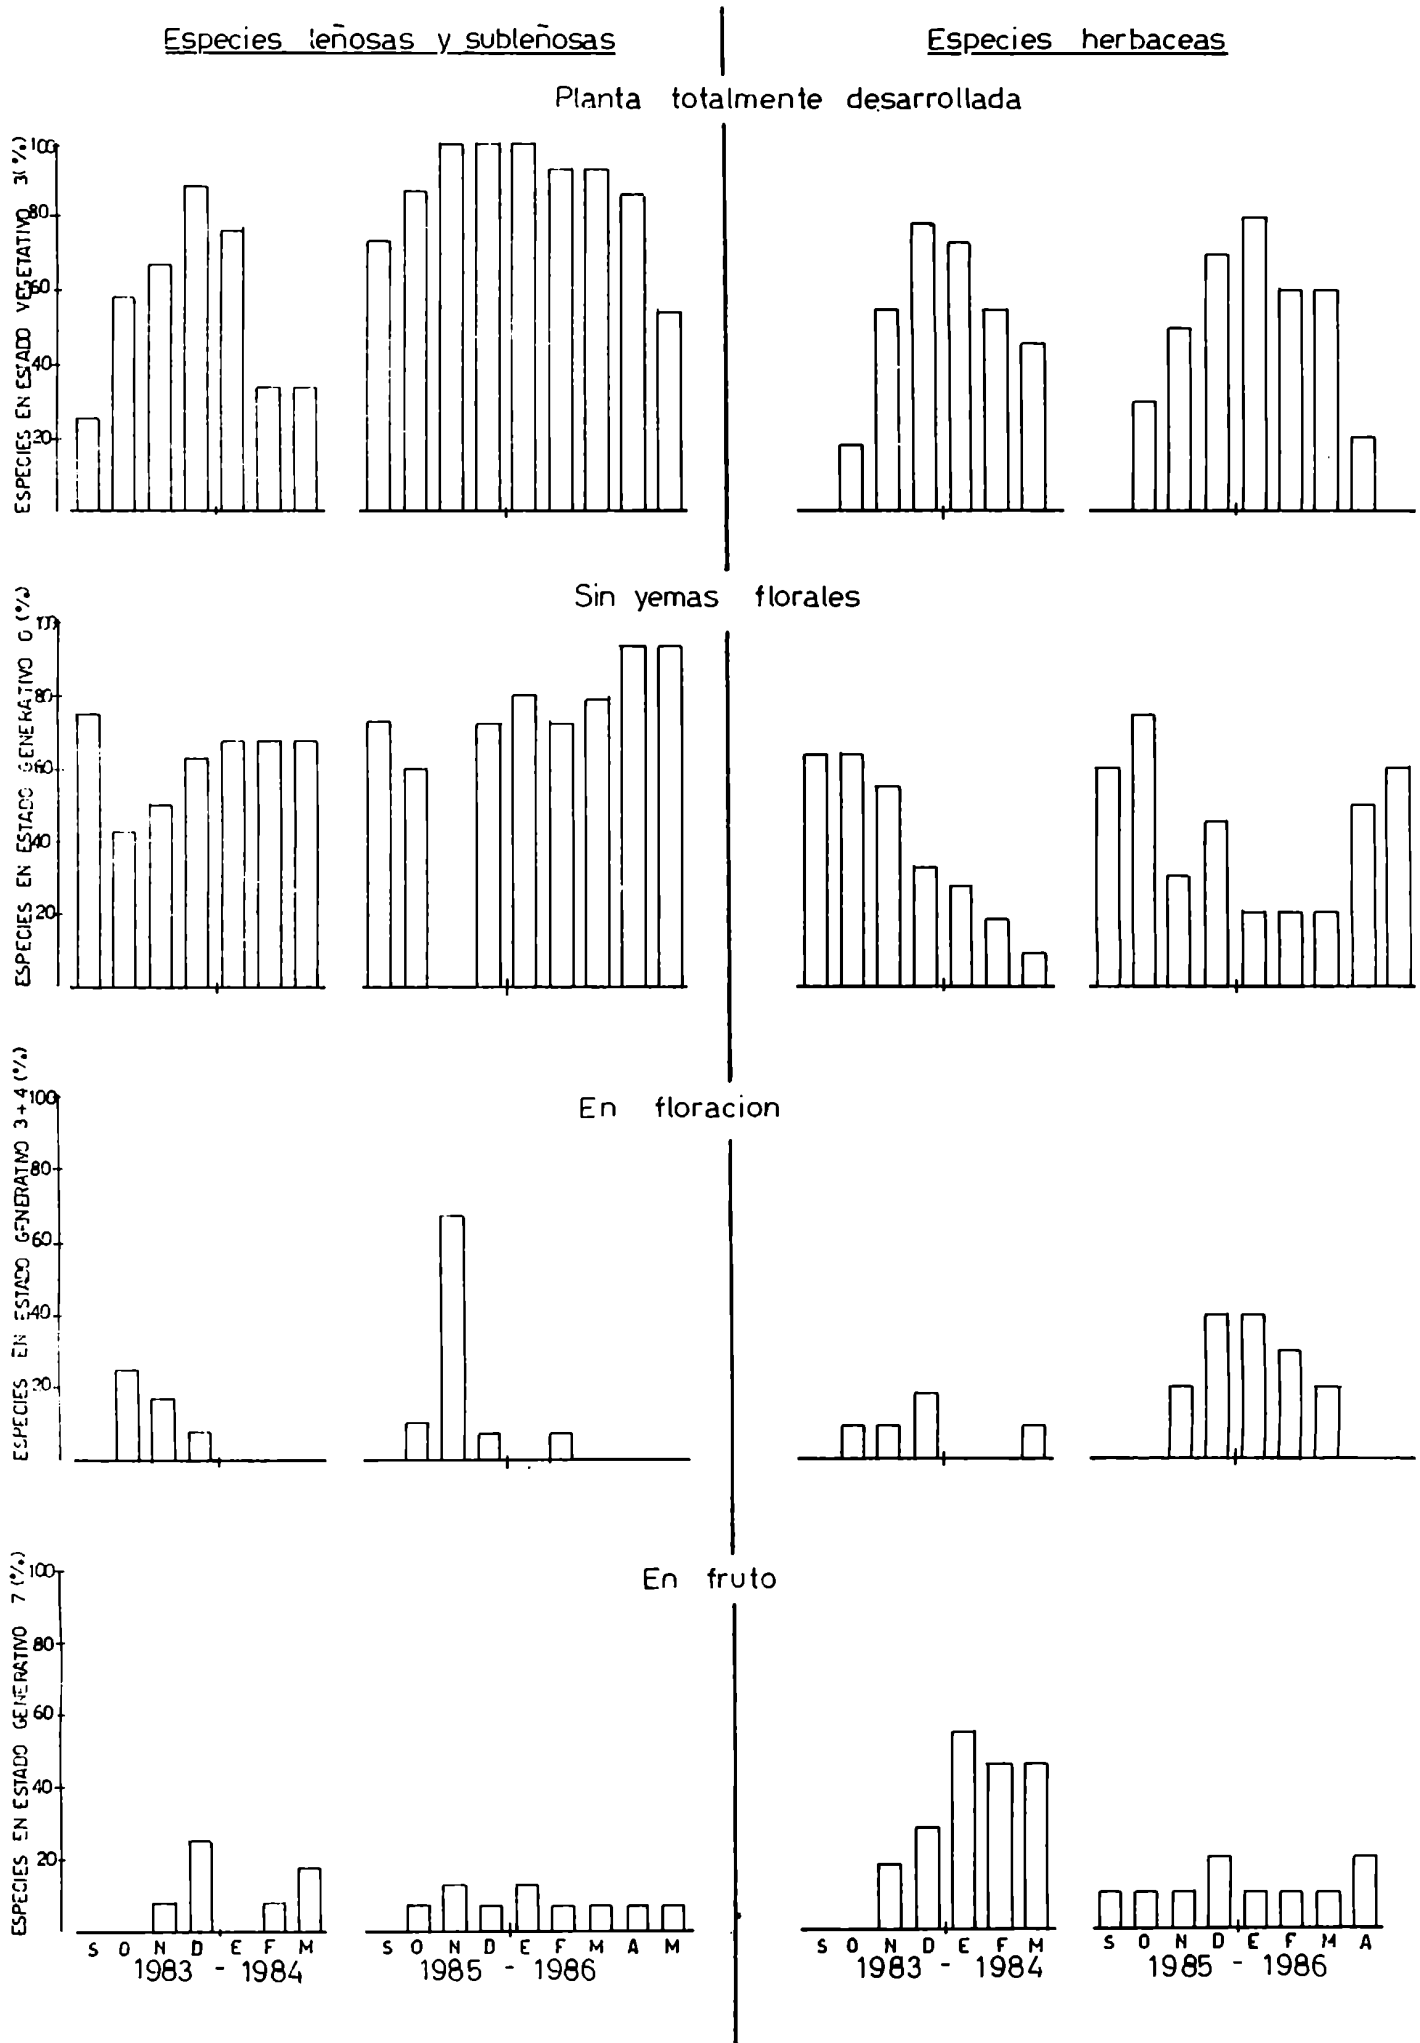 Especies leñosas y subleñosas
Especies herbaceas
Planta totalmente desarrollada
ESPECIES EN ESTADO VEGETATIVO 3(%)
100
80
60
40
20
Sin yemas florales
ESPECIES EN ESTADO GENERATIVO 0 (%)
100
80
60
40
20
En floracion
ESPECIES EN ESTADO GENERATIVO 3+4 (%)
100
80
60
40
20
En fruto
ESPECIES EN ESTADO GENERATIVO 7 (%)
100
80
60
40
20
S O N D E F M
1983 - 1984
S O N D E F M A M
1985 - 1986
S O N D E F M
1983 - 1984
S O N D E F M A
1985 - 1986